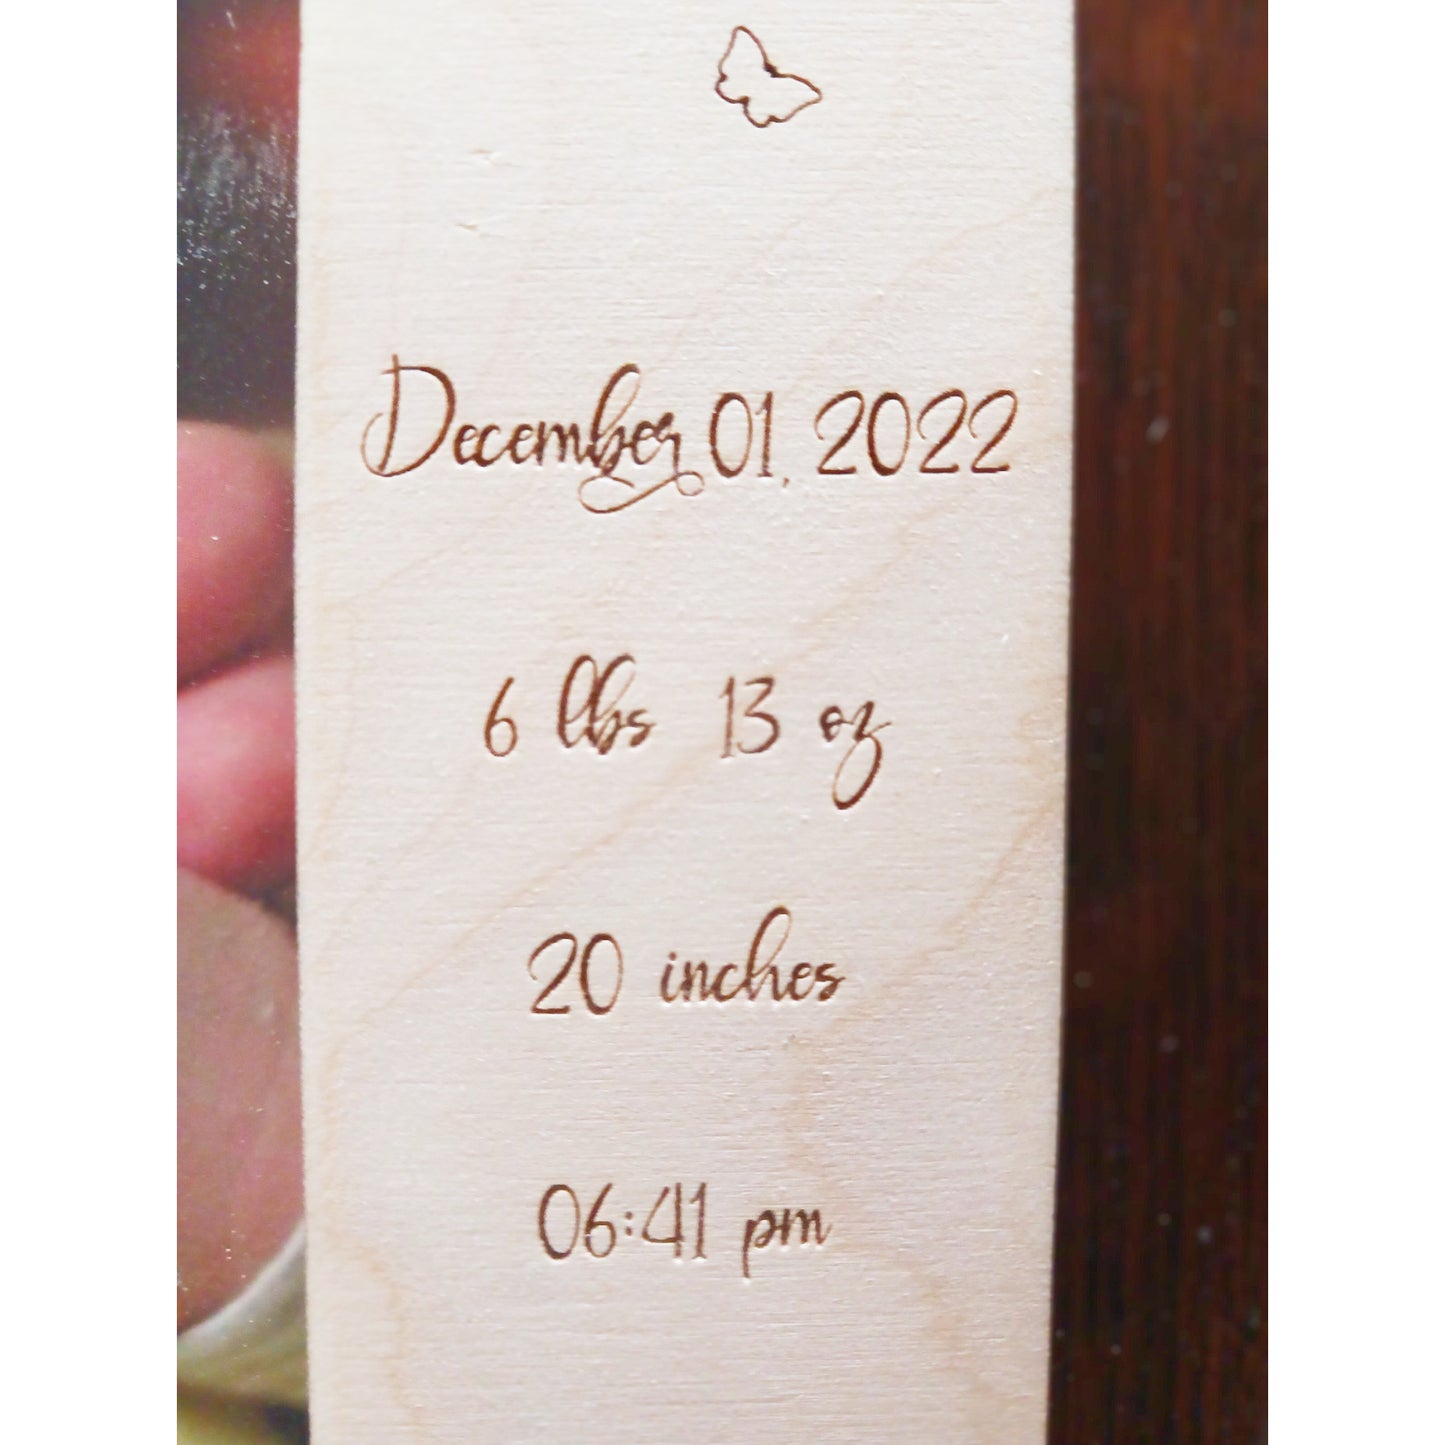 December 01, 2022
6 lbs 13 oz
20 inches
06:41 pm